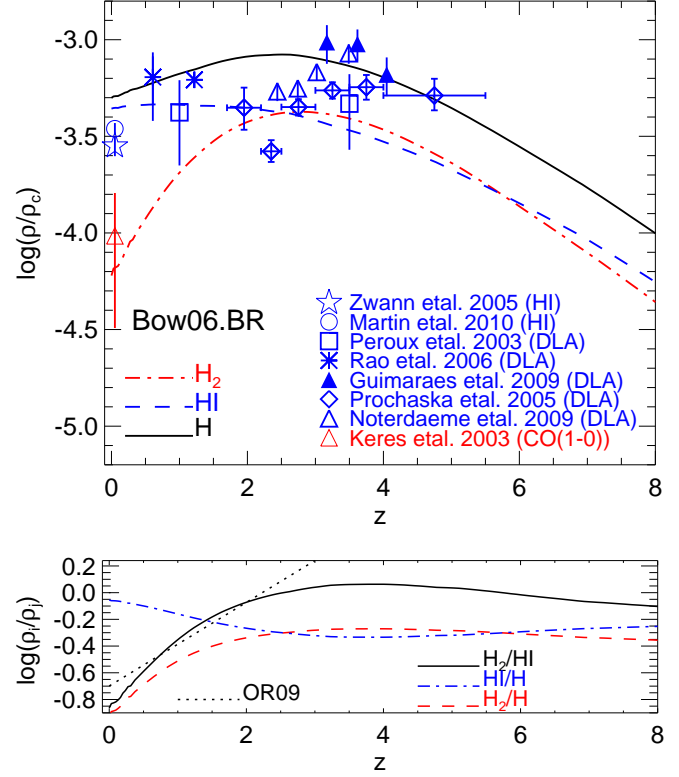 -3.0
-3.5
-4.0
-4.5
-5.0
log(ρ/ρc)
Bow06.BR
H2
HI
H
Zwann etal. 2005 (HI)
Martin etal. 2010 (HI)
Peroux etal. 2003 (DLA)
Rao etal. 2006 (DLA)
Guimaraes etal. 2009 (DLA)
Prochaska etal. 2005 (DLA)
Noterdaeme etal. 2009 (DLA)
Keres etal. 2003 (CO(1-0))
0 2 4 6 8
z
0.2
0.0
-0.2
-0.4
-0.6
-0.8
log(ρi/ρj)
OR09
H2/HI
HI/H
H2/H
0 2 4 6 8
z